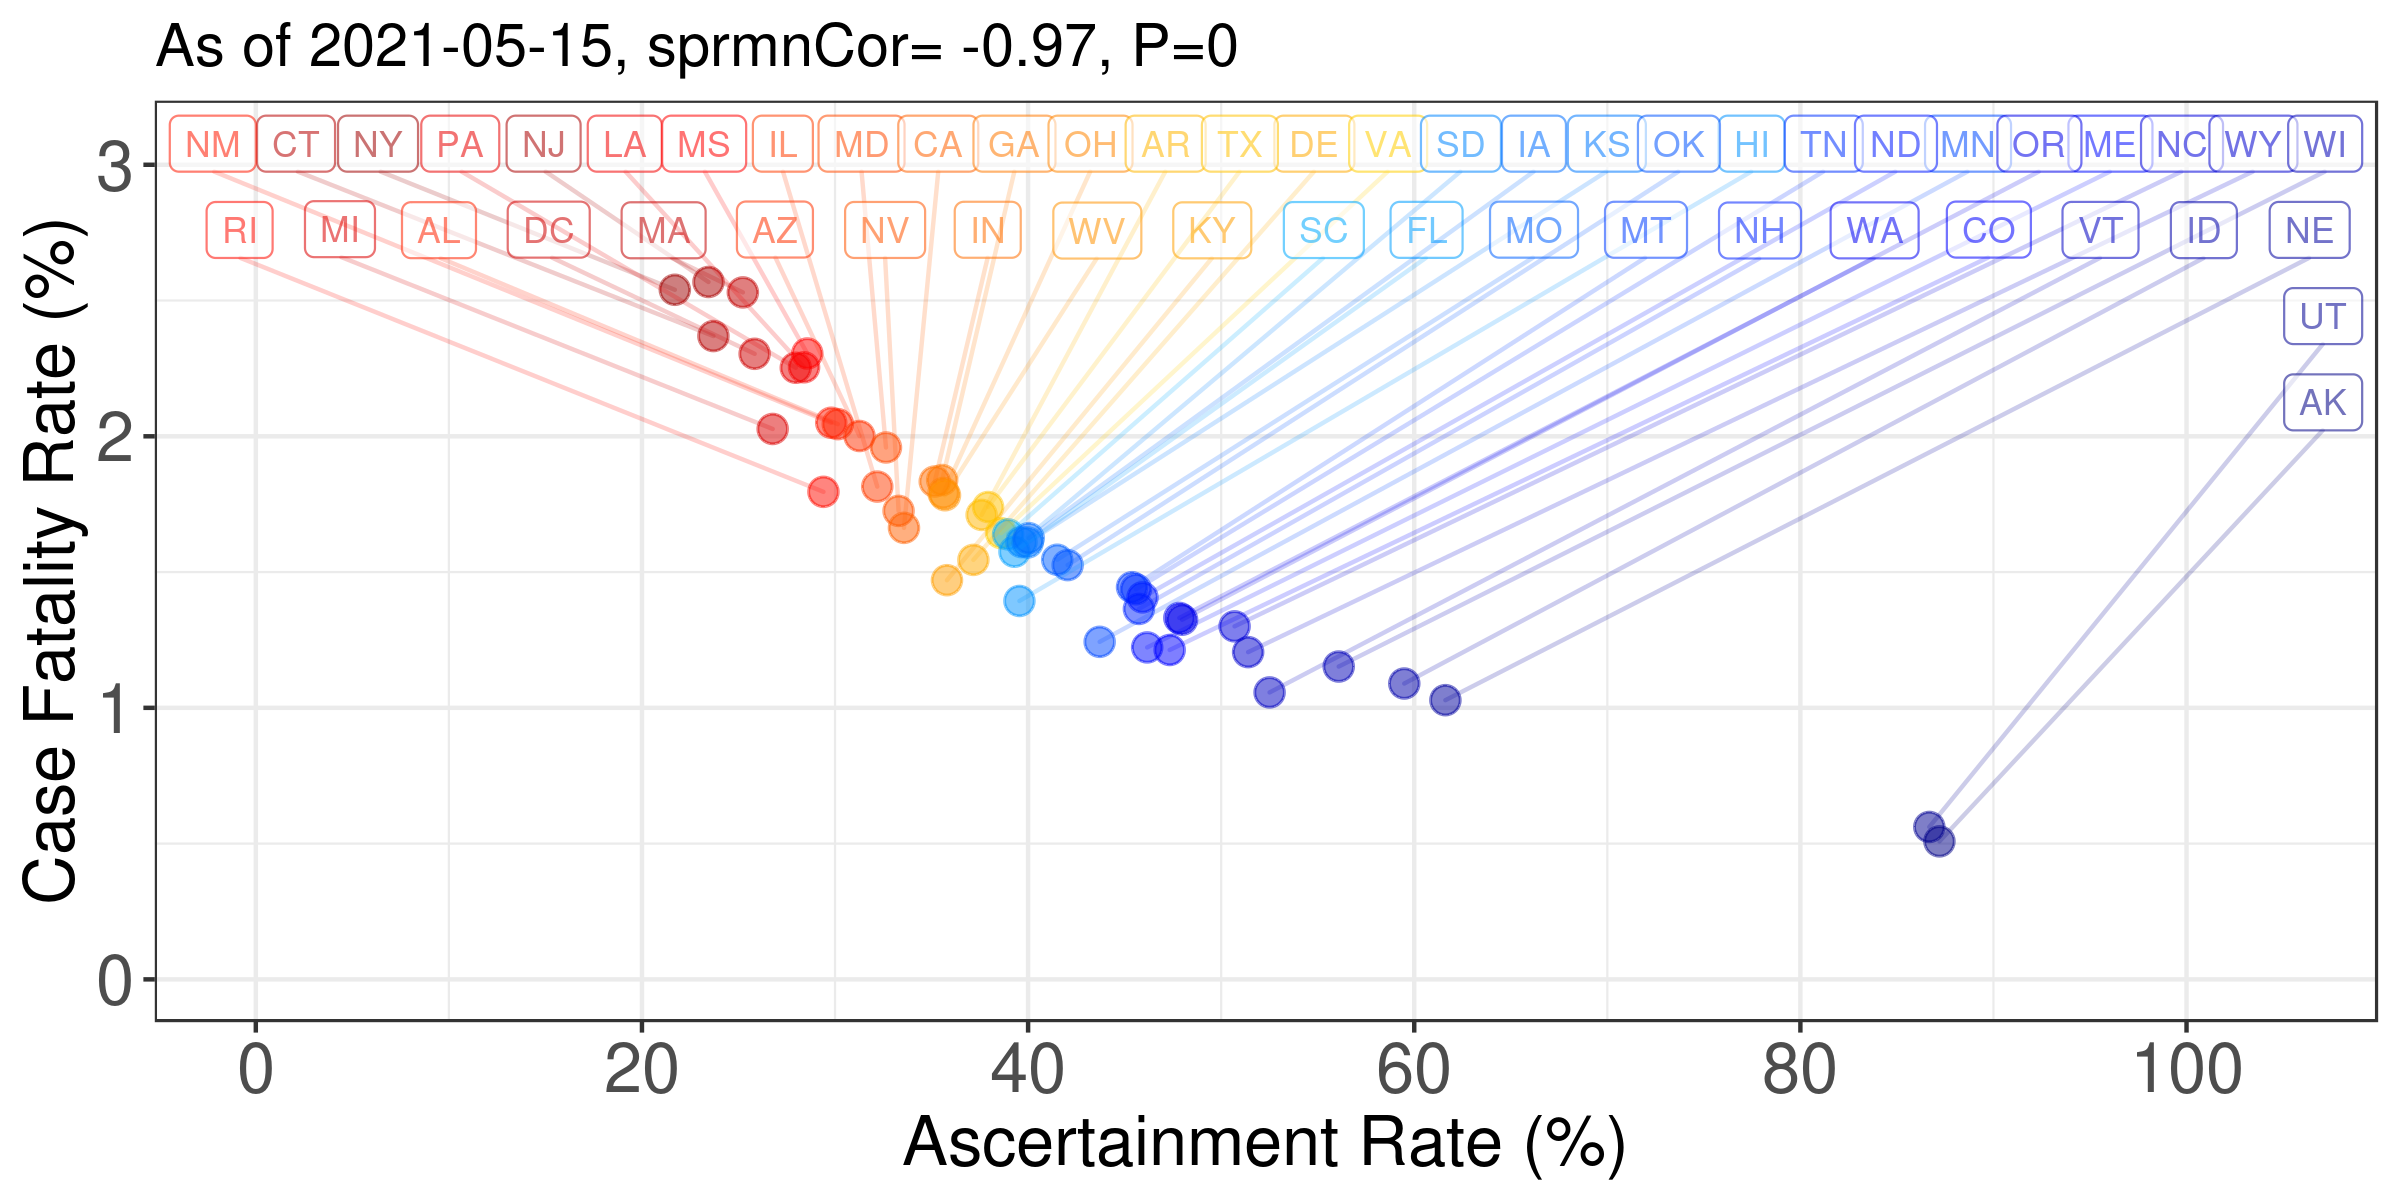 As of 2021-05-15, sprmnCor= -0.97, P=0
NM CT NY PA NJ LA MS IL MD CA GA OH AR TX DE VA SD IA KS OK HI TN ND MN OR ME NC WY WI
RI MI AL DC MA AZ NV IN WV KY SC FL MO MT NH WA CO VT ID NE
UT
AK
Case Fatality Rate (%)
3
2
1
0
0 20 40 60 80 100
Ascertainment Rate (%)